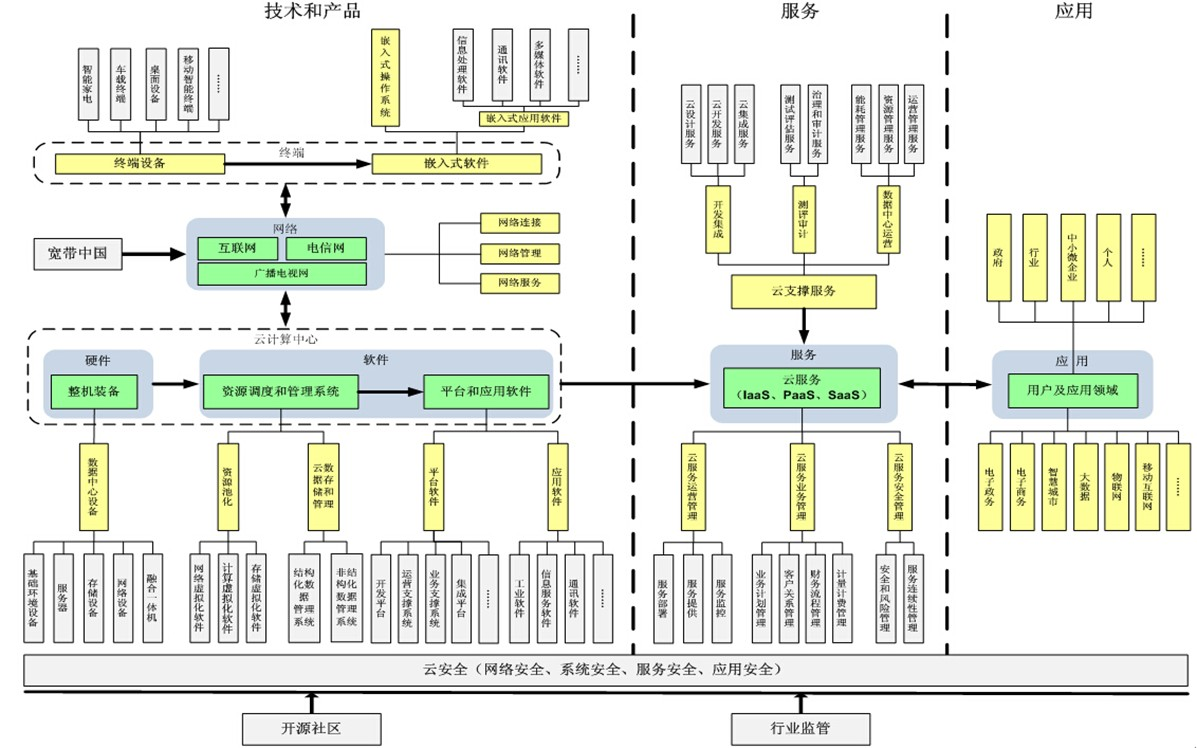 技术和产品
服务
应用
智能家电
车载终端
桌面设备
移动智能终端
……
嵌入式操作系统
信息处理软件
通讯软件
多媒体软件
……
嵌入式应用软件
终端
终端设备
嵌入式软件
宽带中国
网络
互联网
电信网
广播电视网
网络连接
网络管理
网络服务
云计算中心
硬件
整机装备
软件
资源调度和管理系统
平台和应用软件
数据中心设备
资源池化
云数据存储和管理
平台软件
应用软件
基础环境设备
服务器
存储设备
网络设备
融合一体机
网络虚拟化软件
计算虚拟化软件
存储虚拟化软件
结构化数据管理系统
非结构化数据管理系统
开发平台
运营支撑系统
业务支撑系统
集成平台
……
工业软件
信息服务软件
通讯软件
……
云设计服务
云开发服务
云集成服务
测试评估服务
治理和审计服务
能耗管理服务
资源管理服务
运营管理服务
开发集成
测评审计
数据中心运营
云支撑服务
服务
云服务
（IaaS、PaaS、SaaS）
云服务运营管理
云服务业务管理
云服务安全管理
服务部署
服务提供
服务监控
业务计划管理
客户关系管理
财务流程管理
计量计费管理
安全和风险管理
服务连续性管理
政府
行业
中小微企业
个人
……
应 用
用户及应用领域
电子政务
电子商务
智慧城市
大数据
物联网
移动互联网
……
云安全（网络安全、系统安全、服务安全、应用安全）
开源社区
行业监管